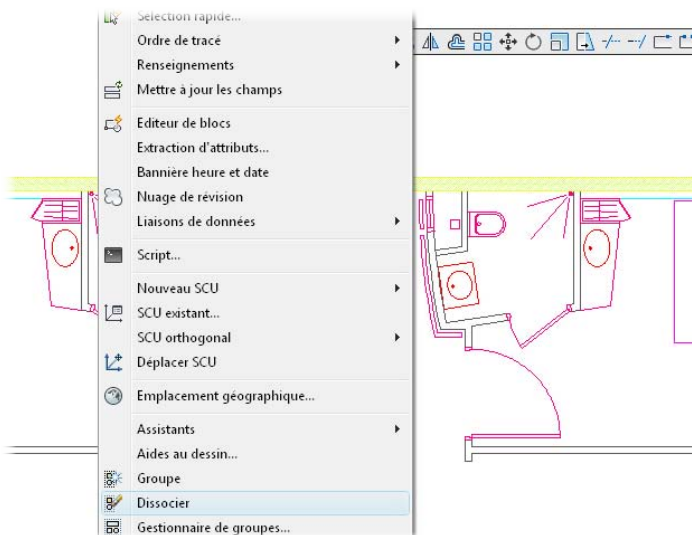 Sélection rapide...
Ordre de tracé
Renseignements
Mettre à jour les champs
Editeur de blocs
Extraction d'attributs...
Bannière heure et date
Nuage de révision
Liaisons de données
Script...
Nouveau SCU
SCU existant...
SCU orthogonal
Déplacer SCU
Emplacement géographique...
Assistants
Aides au dessin...
Groupe
Dissocier
Gestionnaire de groupes...